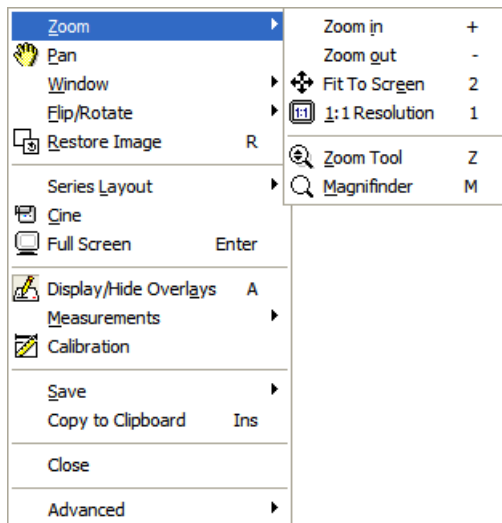 Zoom
Pan
Window
Flip/Rotate
Restore Image R
Series Layout
Cine
Full Screen Enter
Display/Hide Overlays A
Measurements
Calibration
Save
Copy to Clipboard Ins
Close
Advanced
Zoom in +
Zoom out -
Fit To Screen 2
1:1 1:1 Resolution 1
Zoom Tool Z
Magnifinder M